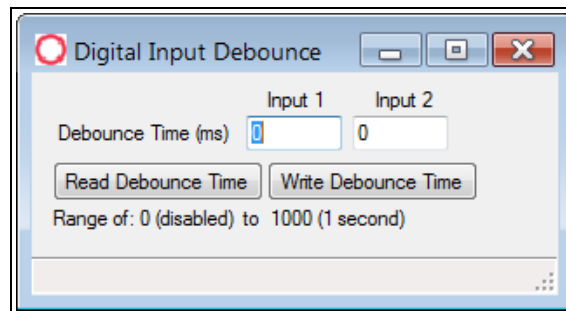 Digital Input Debounce
Input 1 Input 2
Debounce Time (ms) 0 0
Read Debounce Time Write Debounce Time
Range of: 0 (disabled) to 1000 (1 second)